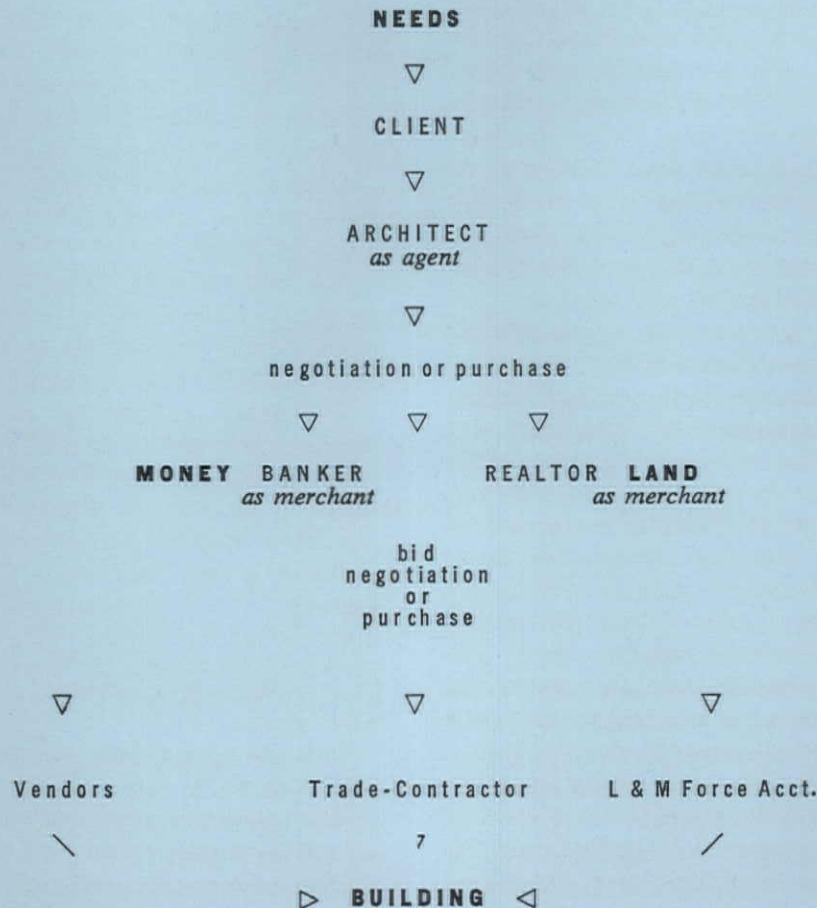 NEEDS
CLIENT
ARCHITECT
as agent
negotiation or purchase
MONEY BANKER REALTOR LAND
as merchant as merchant
bid
negotiation
or
purchase
Vendors Trade-Contractor L & M Force Acct.
7
BUILDING